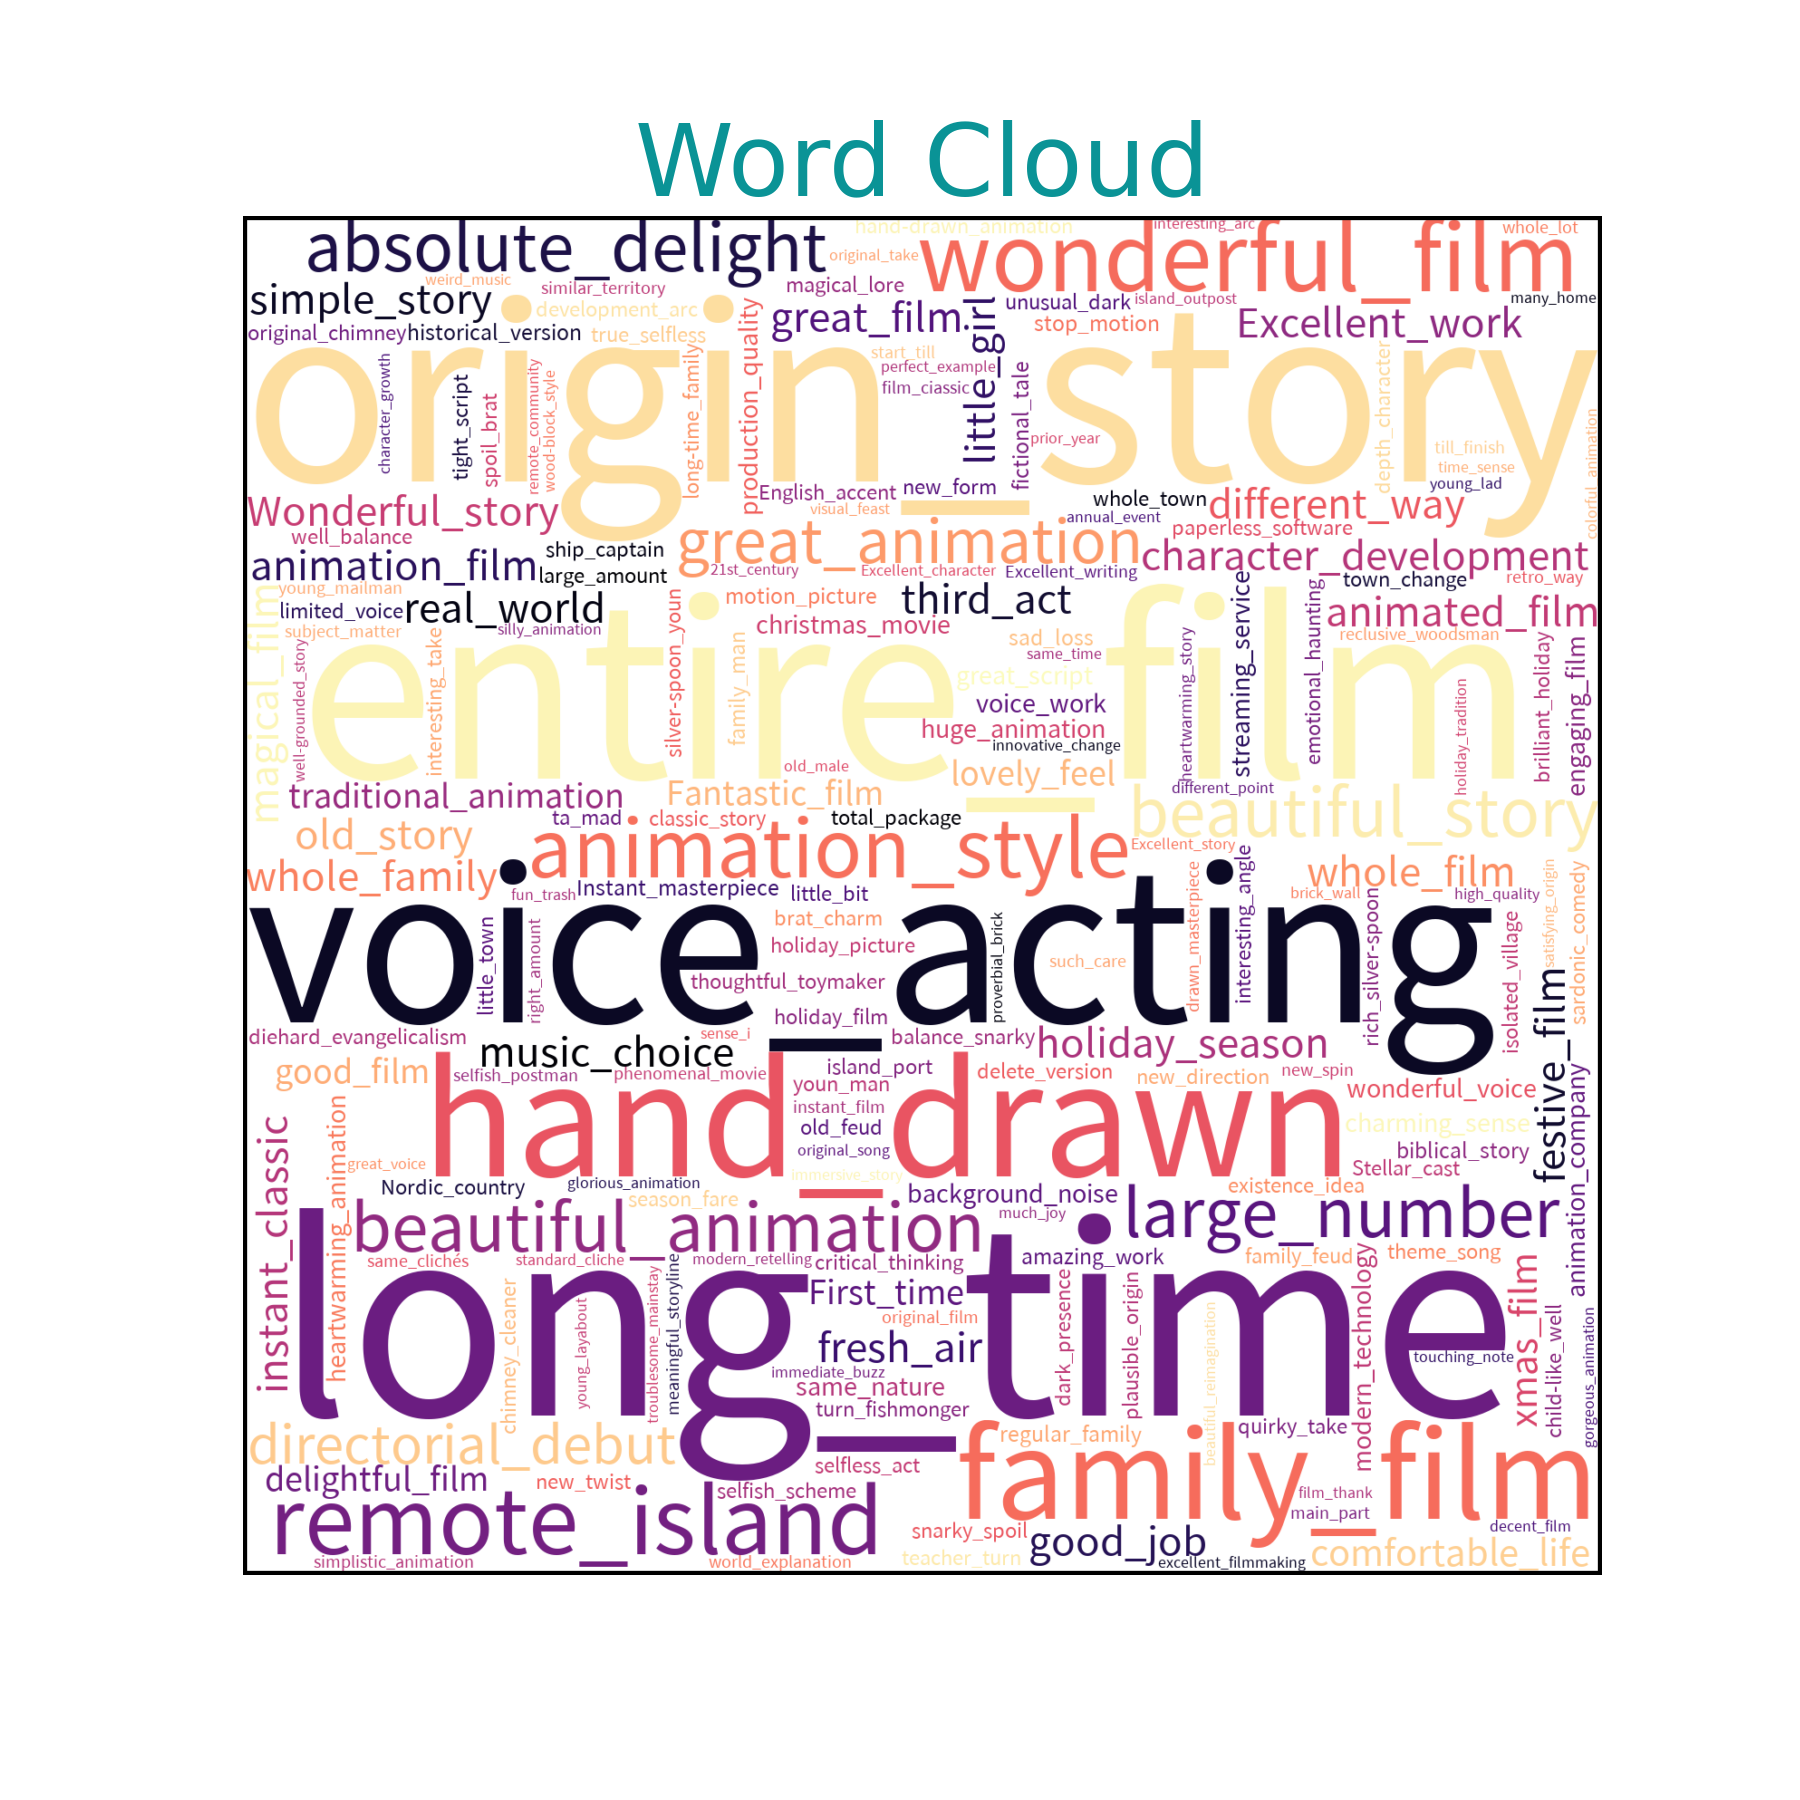 Word Cloud
absolute_delight
hand-drawn_animation
interesting_arc
whole_lot
wonderful_film
original_take
weird_music
similar_territory
magical_lore
simple_story
development_arc
great_film
little_girl
unusual_dark
island_outpost
many_home
stop_motion
Excellent_work
original_chimney
historical_version
true_selfless
production_quality
long-time_family
start_till
perfect_example
film_classic
fictional_tale
depth_character
origin_story
character_growth
tight_script
spoil_brat
remote_community
wood-block_style
prior_year
till_finish
time_sense
young_lad
colorful_animation
English_accent
new_form
whole_town
different_way
Wonderful_story
visual_feast
annual_event
paperless_software
well_balance
ship_captain
great_animation
character_development
animation_film
large_amount
21st_century
Excellent_character
Excellent_writing
town_change
retro_way
young_mailman
limited_voice
real_world
motion_picture
third_act
animated_film
magical_film
subject_matter
silly_animation
christmas_movie
sad_loss
same_time
reclusive_woodsman
well-grounded_story
interesting_take
silver-spoon_youn
family_man
great_script
heartwarming_story
streaming_service
emotional_haunting
brilliant_holiday
engaging_film
entire_film
voice_work
huge_animation
innovative_change
holiday_tradition
old_male
lovely_feel
different_point
traditional_animation
Fantastic_film
beautiful_story
ta_mad
classic_story
total_package
old_story
animation_style
Excellent_story
whole_family
whole_film
fun_trash
Instant_masterpiece
little_bit
brick_wall
high_quality
interesting_angle
drawn_masterpiece
satisfying_origin
sardonic_comedy
voice_acting
brat_charm
holiday_picture
proverbial_brick
such_care
little_town
right_amount
thoughtful_toymaker
rich_silver-spoon
isolated_village
festive_film
holiday_film
diehard_evangelicalism
sense_i
balance_snarky
holiday_season
music_choice
good_film
selfish_postman
phenomenal_movie
island_port
delete_version
new_direction
new_spin
youn_man
wonderful_voice
hand_drawn
instant_film
old_feud
original_song
charming_sense
biblical_story
Stellar_cast
animation_company
instant_classic
heartwarming_animation
great_voice
immersive_story
Nordic_country
glorious_animation
season_fare
background_noise
existence_idea
much_joy
beautiful_animation
large_number
same_clichés
standard_cliche
modern_retelling
critical_thinking
amazing_work
family_feud
theme_song
long_time
First_time
original_film
fresh_air
immediate_buzz
same_nature
turn_fishmonger
chimney_cleaner
young_layabout
troublesome_mainstay
meaningful_storyline
dark_presence
plausible_origin
beautiful_reimagination
modern_technology
touching_note
xmas_film
child-like_well
gorgeous_animation
quirky_take
directorial_debut
regular_family
family_film
selfless_act
delightful_film
new_twist
selfish_scheme
film_thank
main_part
remote_island
snarky_spoil
good_job
decent_film
simplistic_animation
world_explanation
teacher_turn
excellent_filmmaking
comfortable_life